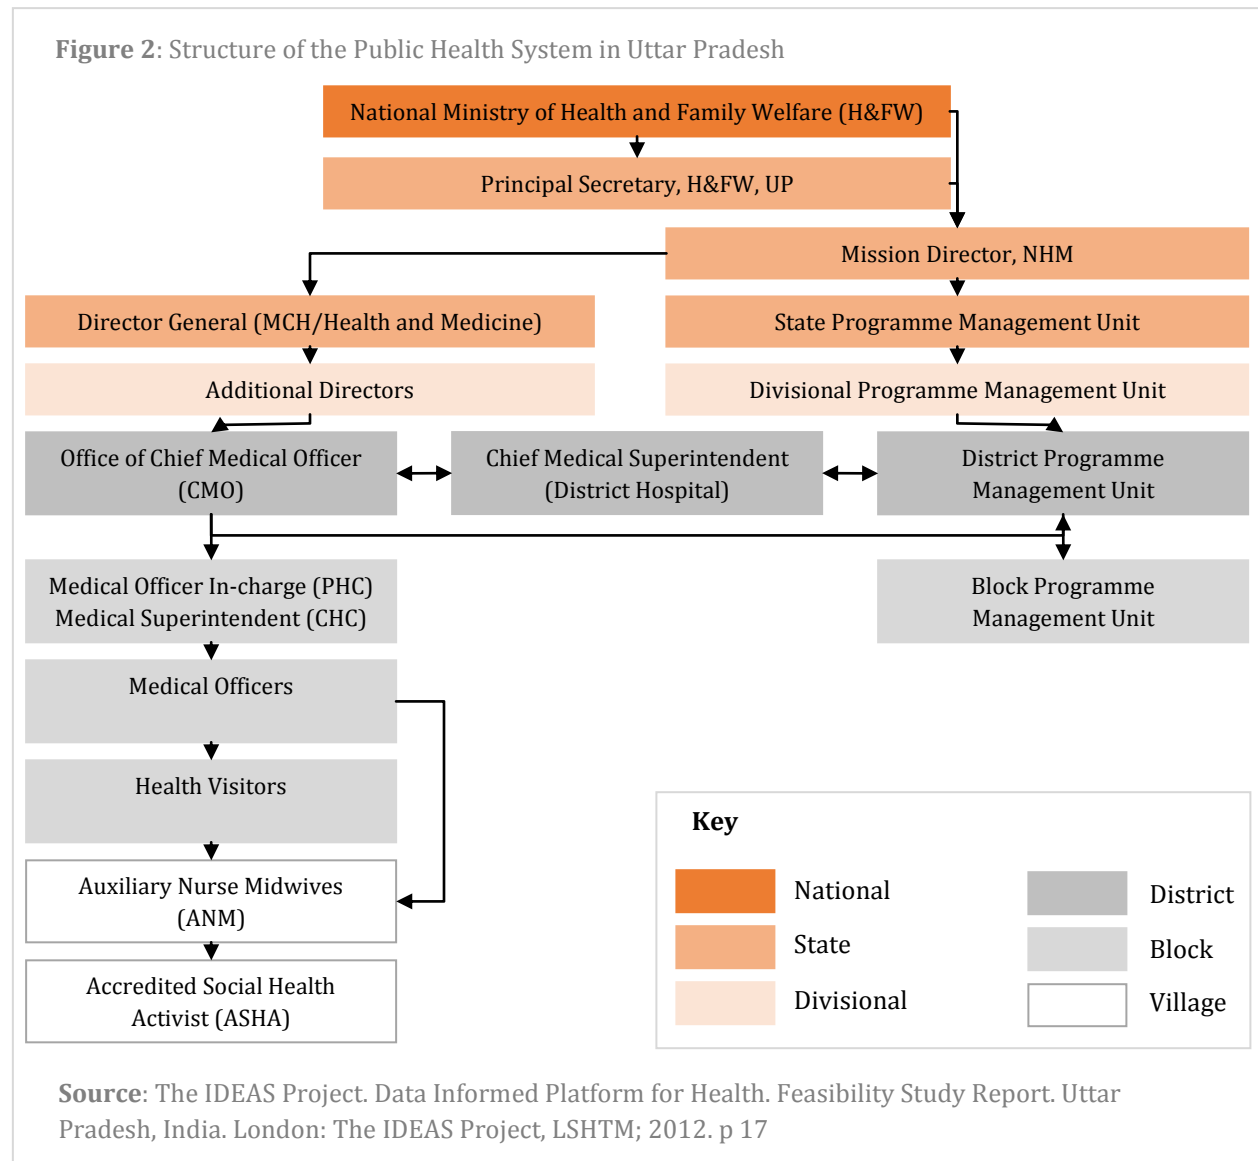 Figure 2: Structure of the Public Health System in Uttar Pradesh
National Ministry of Health and Family Welfare (H&FW)
Principal Secretary, H&FW, UP
Mission Director, NHM
Director General (MCH/Health and Medicine)
State Programme Management Unit
Additional Directors
Divisional Programme Management Unit
Office of Chief Medical Officer
(CMO)
Chief Medical Superintendent
(District Hospital)
District Programme
Management Unit
Medical Officer In-charge (PHC)
Medical Superintendent (CHC)
Block Programme
Management Unit
Medical Officers
Health Visitors
Auxiliary Nurse Midwives
(ANM)
Accredited Social Health
Activist (ASHA)
Key
National
State
Divisional
District
Block
Village
Source: The IDEAS Project. Data Informed Platform for Health. Feasibility Study Report. Uttar
Pradesh, India. London: The IDEAS Project, LSHTM; 2012. p 17